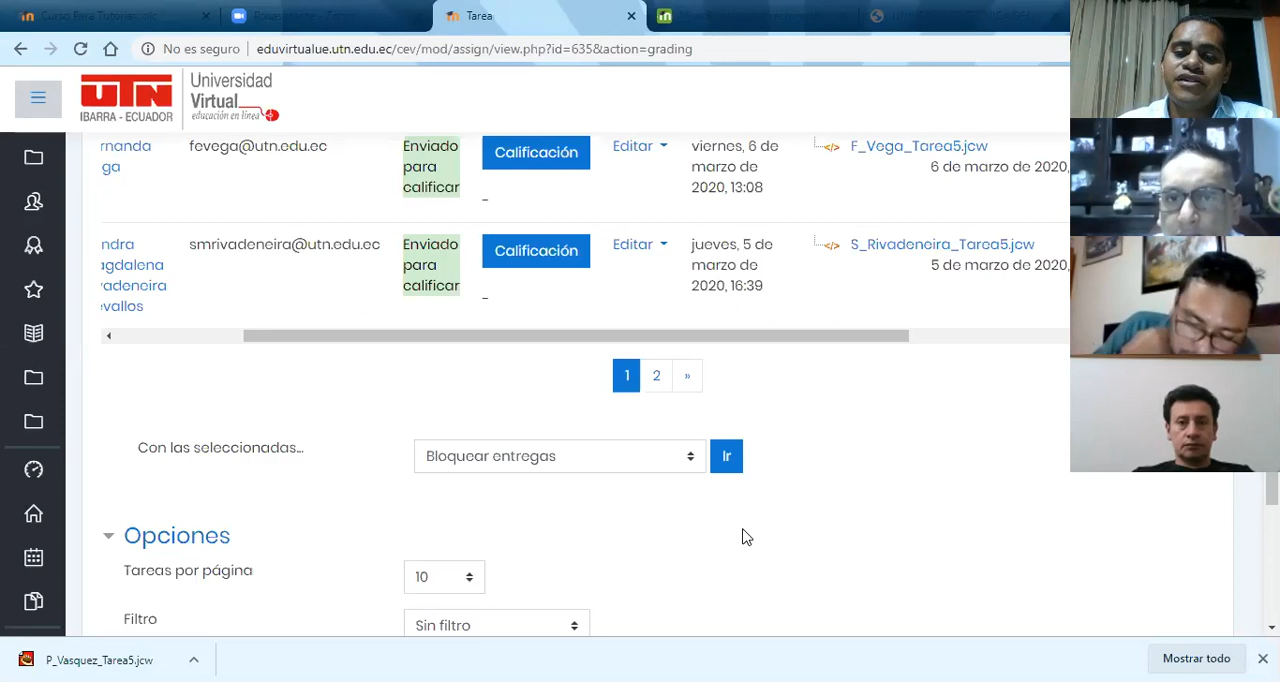 Curso Para Tutorias
Tarea
No es seguro | eduvirtualue.utn.edu.ec/cev/mod/assign/view.php?id=635&action=grading
UTN
IBARRA - ECUADOR
Universidad
Virtual
educación en línea
ernanda
ga
fevega@utn.edu.ec
Enviado
para
calificar
Calificación
-
Editar
viernes, 6 de
marzo de
2020, 13:08
F_Vega_Tarea5.jcw
6 de marzo de 2020,
ndra
agdalena
vadeneira
evallos
smrivadeneira@utn.edu.ec
Enviado
para
calificar
Calificación
-
Editar
jueves, 5 de
marzo de
2020, 16:39
S_Rivadeneira_Tarea5.jcw
5 de marzo de 2020,
1 2 »
Con las seleccionadas...
Bloquear entregas
Ir
Opciones
Tareas por página
10
Filtro
Sin filtro
P_Vasquez_Tarea5.jcw
Mostrar todo